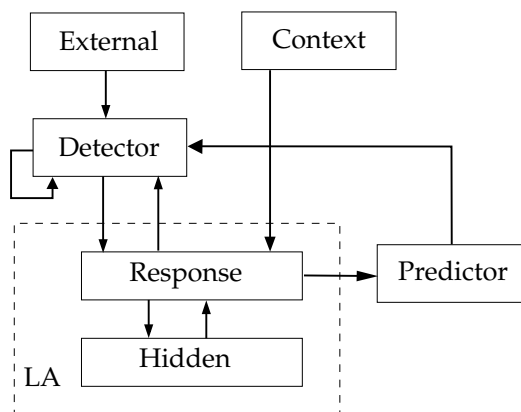 External
Context
Detector
Response
Predictor
Hidden
LA